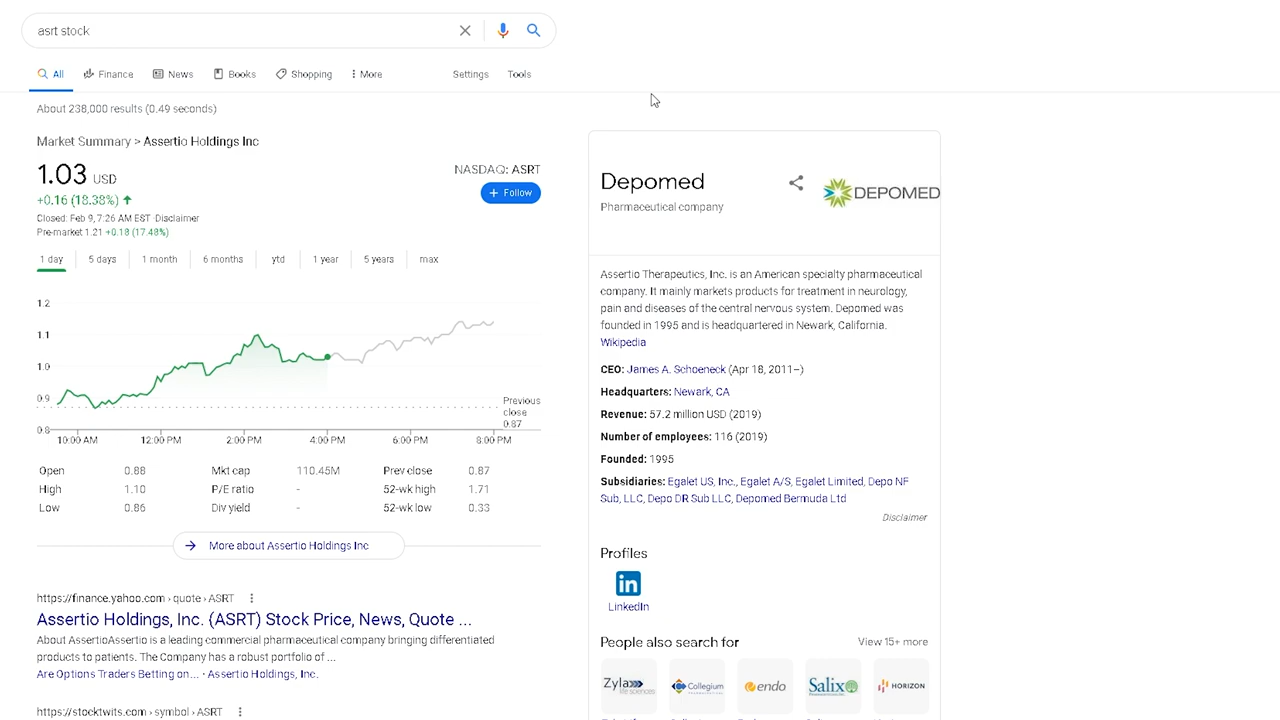 asrt stock
All Finance News Books Shopping More Settings Tools
About 238,000 results (0.49 seconds)
Market Summary > Assertio Holdings Inc
1.03 USD
NASDAQ: ASRT
+0.16 (18.38%)
Follow
Closed: Feb 9, 7:26 AM EST · Disclaimer
Pre-market 1.21 +0.18 (17.48%)
1 day 5 days 1 month 6 months ytd 1 year 5 years max
1.2
1.1
1.0
0.9
0.8
Previous
close
0.87
10:00 AM 12:00 PM 2:00 PM 4:00 PM 6:00 PM 8:00 PM
Open 0.88 Mkt cap 110.45M Prev close 0.87
High 1.10 P/E ratio - 52-wk high 1.71
Low 0.86 Div yield - 52-wk low 0.33
More about Assertio Holdings Inc
https://finance.yahoo.com › quote › ASRT
Assertio Holdings, Inc. (ASRT) Stock Price, News, Quote ...
About AssertioAssertio is a leading commercial pharmaceutical company bringing differentiated
products to patients. The Company has a robust portfolio of ...
Are Options Traders Betting on... · Assertio Holdings, Inc.
https://stocktwits.com › symbol › ASRT
Depomed
Pharmaceutical company
DEPOMED
Assertio Therapeutics, Inc. is an American specialty pharmaceutical
company. It mainly markets products for treatment in neurology,
pain and diseases of the central nervous system. Depomed was
founded in 1995 and is headquartered in Newark, California.
Wikipedia
CEO: James A. Schoeneck (Apr 18, 2011–)
Headquarters: Newark, CA
Revenue: 57.2 million USD (2019)
Number of employees: 116 (2019)
Founded: 1995
Subsidiaries: Egalet US, Inc., Egalet A/S, Egalet Limited, Depo NF
Sub, LLC, Depo DR Sub LLC, Depomed Bermuda Ltd
Disclaimer
Profiles
in
LinkedIn
People also search for
View 15+ more
Zyla life sciences Collegium endo Salix HORIZON